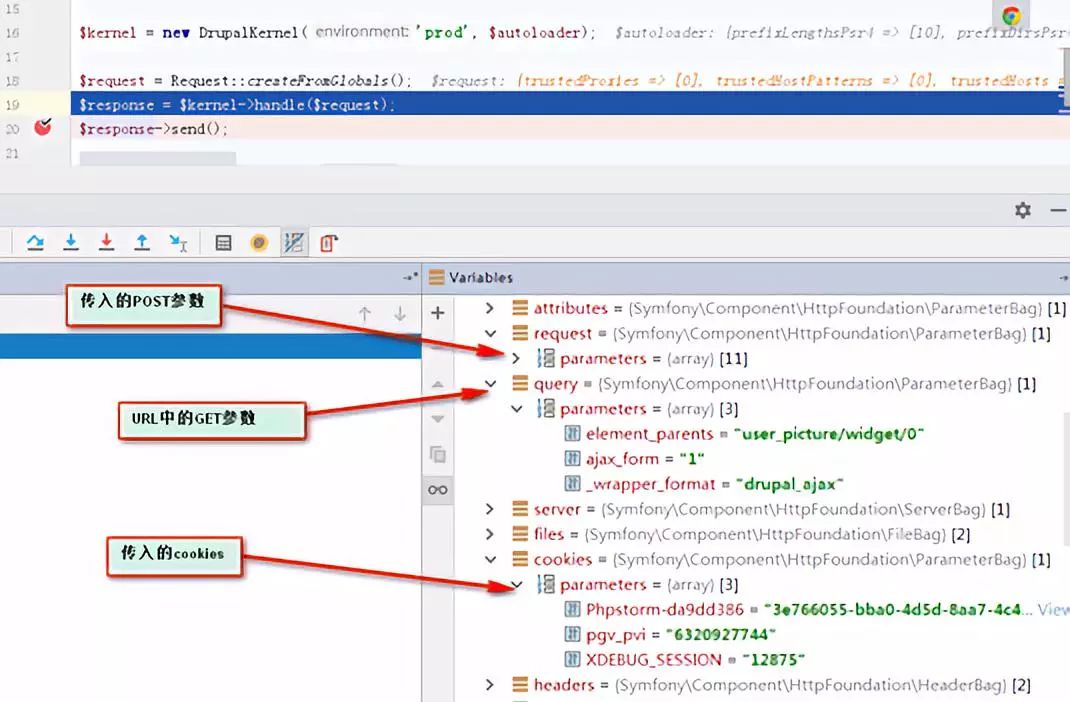 15
16 $kernel = new DrupalKernel( environment: 'prod', $autoloader); $autoloader: {prefixLengthsPsr4 => [10], prefixDirsPsr
17
18 $request = Request::createFromGlobals(); $request: {trustedProxies => [0], trustedHostPatterns => [0], trustedHosts =
19 $response = $kernel->handle($request);
20 $response->send();
21
Variables
传入的POST参数
attributes = {Symfony\Component\HttpFoundation\ParameterBag} [1]
request = {Symfony\Component\HttpFoundation\ParameterBag} [1]
parameters = {array} [11]
query = {Symfony\Component\HttpFoundation\ParameterBag} [1]
URL中的GET参数
parameters = {array} [3]
element_parents = "user_picture/widget/0"
ajax_form = "1"
_wrapper_format = "drupal_ajax"
server = {Symfony\Component\HttpFoundation\ServerBag} [1]
files = {Symfony\Component\HttpFoundation\FileBag} [2]
传入的cookies
cookies = {Symfony\Component\HttpFoundation\ParameterBag} [1]
parameters = {array} [3]
Phpstorm-da9dd386 = "3e766055-bba0-4d5d-8aa7-4c4... View
pgv_pvi = "6320927744"
XDEBUG_SESSION = "12875"
headers = {Symfony\Component\HttpFoundation\HeaderBag} [2]